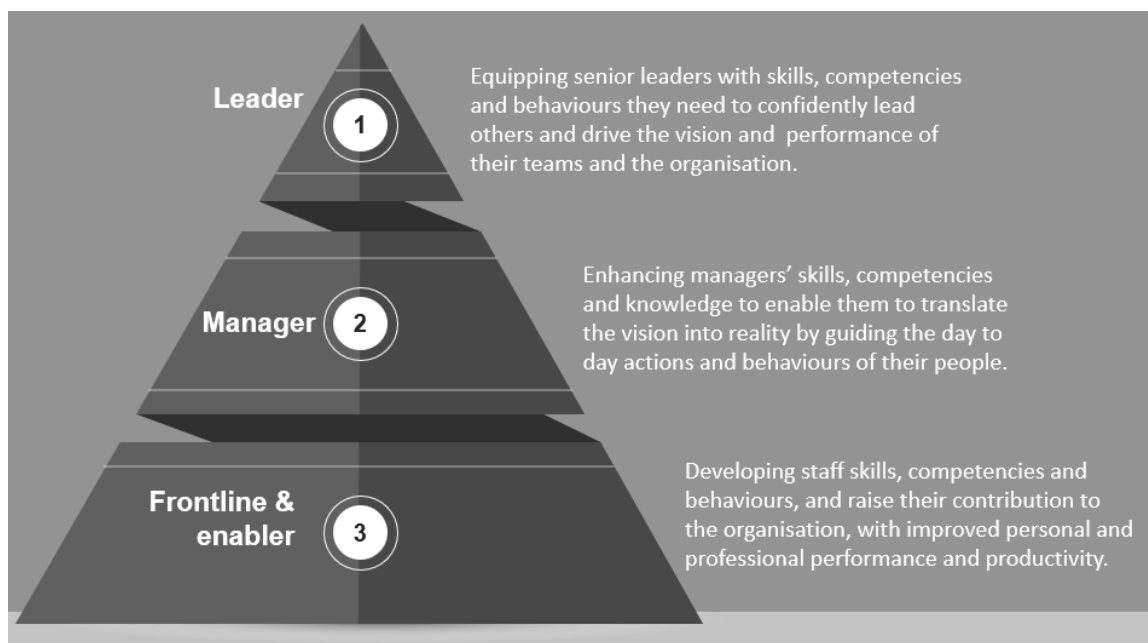 Leader
1
Equipping senior leaders with skills, competencies
and behaviours they need to confidently lead
others and drive the vision and  performance of
their teams and the organisation.
Manager
2
Enhancing managers’ skills, competencies
and knowledge to enable them to translate
the vision into reality by guiding the day to
day actions and behaviours of their people.
Frontline &
enabler
3
Developing staff skills, competencies and
behaviours, and raise their contribution to
the organisation, with improved personal and
professional performance and productivity.